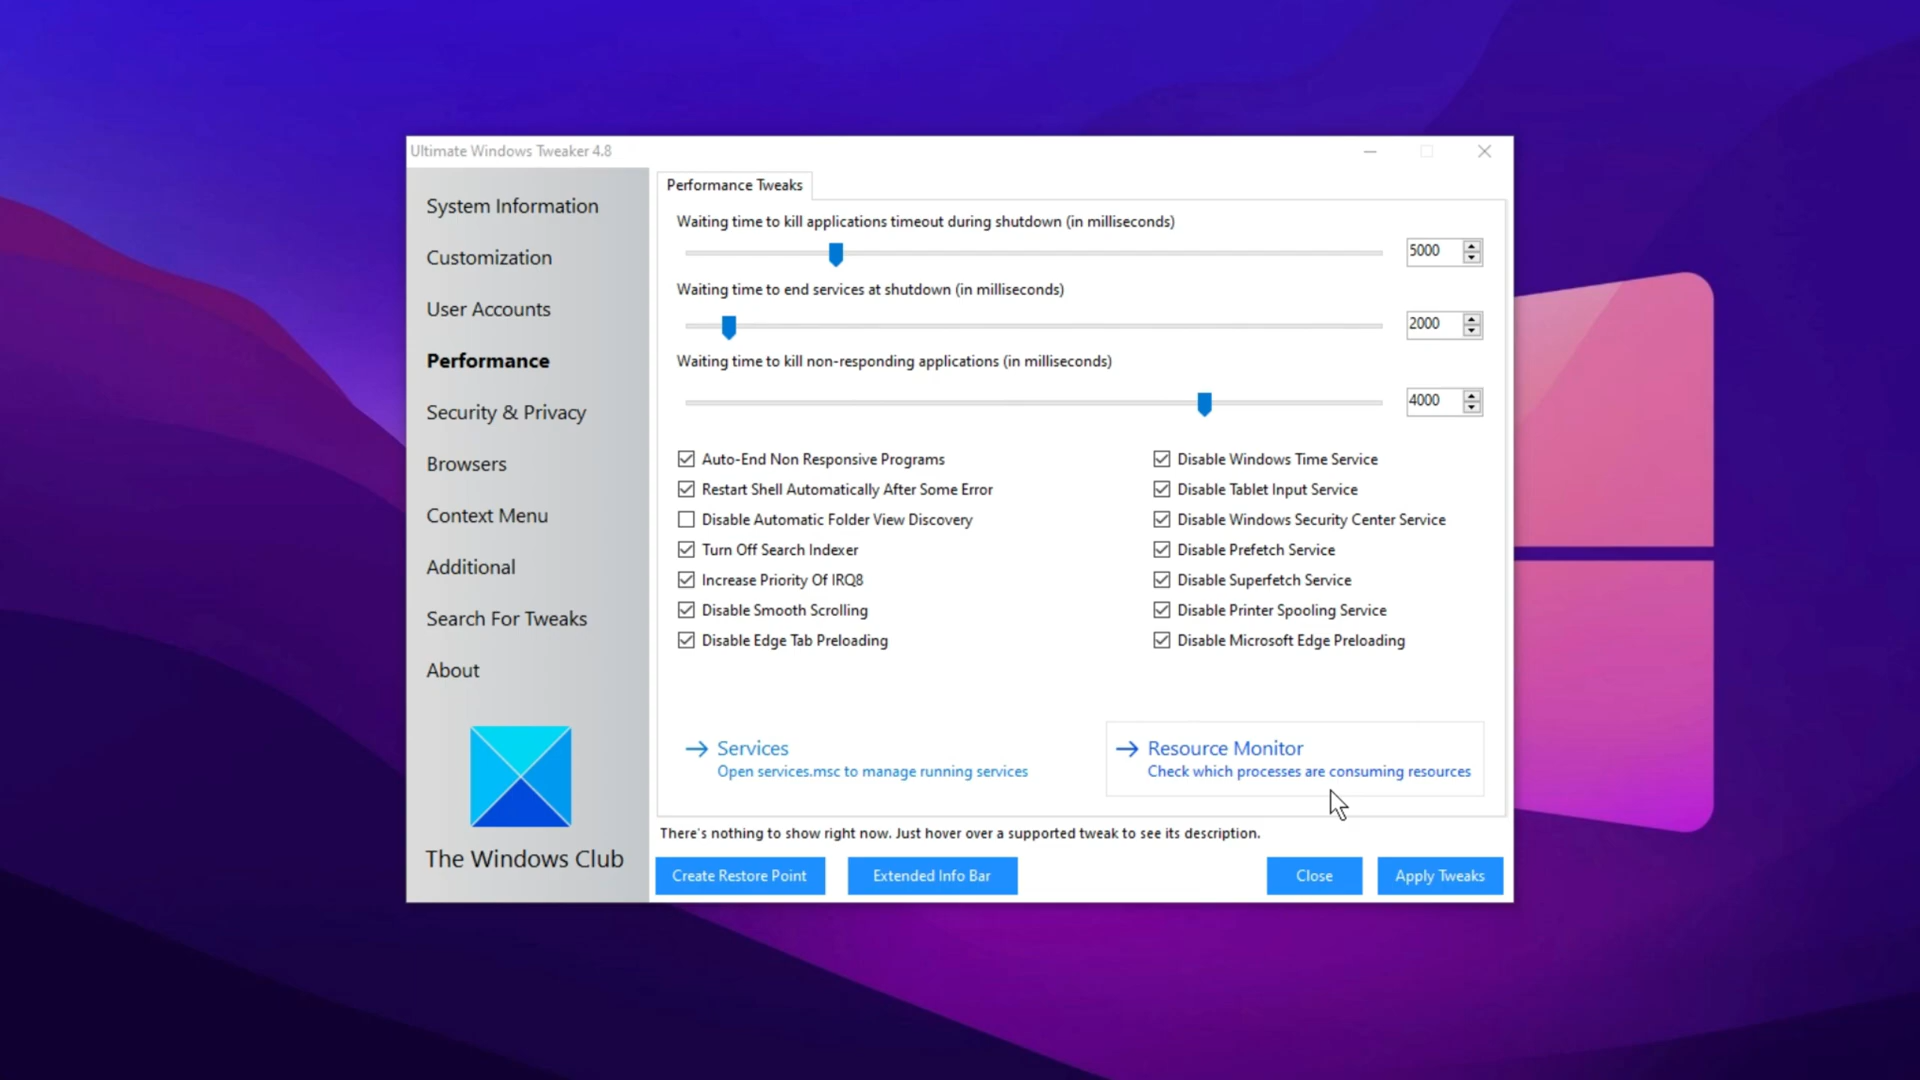 Ultimate Windows Tweaker 4.8
System Information
Customization
User Accounts
Performance
Security & Privacy
Browsers
Context Menu
Additional
Search For Tweaks
About
The Windows Club
Performance Tweaks
Waiting time to kill applications timeout during shutdown (in milliseconds)
5000
Waiting time to end services at shutdown (in milliseconds)
2000
Waiting time to kill non-responding applications (in milliseconds)
4000
Auto-End Non Responsive Programs
Restart Shell Automatically After Some Error
Disable Automatic Folder View Discovery
Turn Off Search Indexer
Increase Priority Of IRQ8
Disable Smooth Scrolling
Disable Edge Tab Preloading
Disable Windows Time Service
Disable Tablet Input Service
Disable Windows Security Center Service
Disable Prefetch Service
Disable Superfetch Service
Disable Printer Spooling Service
Disable Microsoft Edge Preloading
Services
Open services.msc to manage running services
Resource Monitor
Check which processes are consuming resources
There's nothing to show right now. Just hover over a supported tweak to see its description.
Create Restore Point
Extended Info Bar
Close
Apply Tweaks